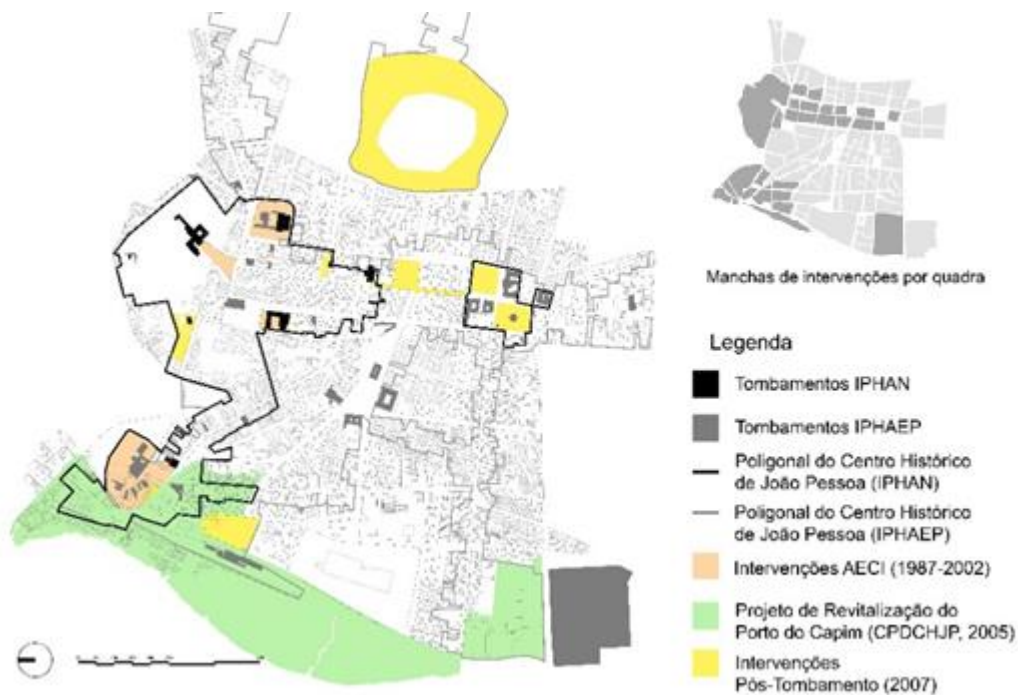 Manchas de intervenções por quadra
Legenda
Tombamentos IPHAN
Tombamentos IPHAEP
Poligonal do Centro Histórico
de João Pessoa (IPHAN)
Poligonal do Centro Histórico
de João Pessoa (IPHAEP)
Intervenções AECI (1987-2002)
Projeto de Revitalização do
Porto do Capim (CPDCHJP, 2005)
Intervenções
Pós-Tombamento (2007)